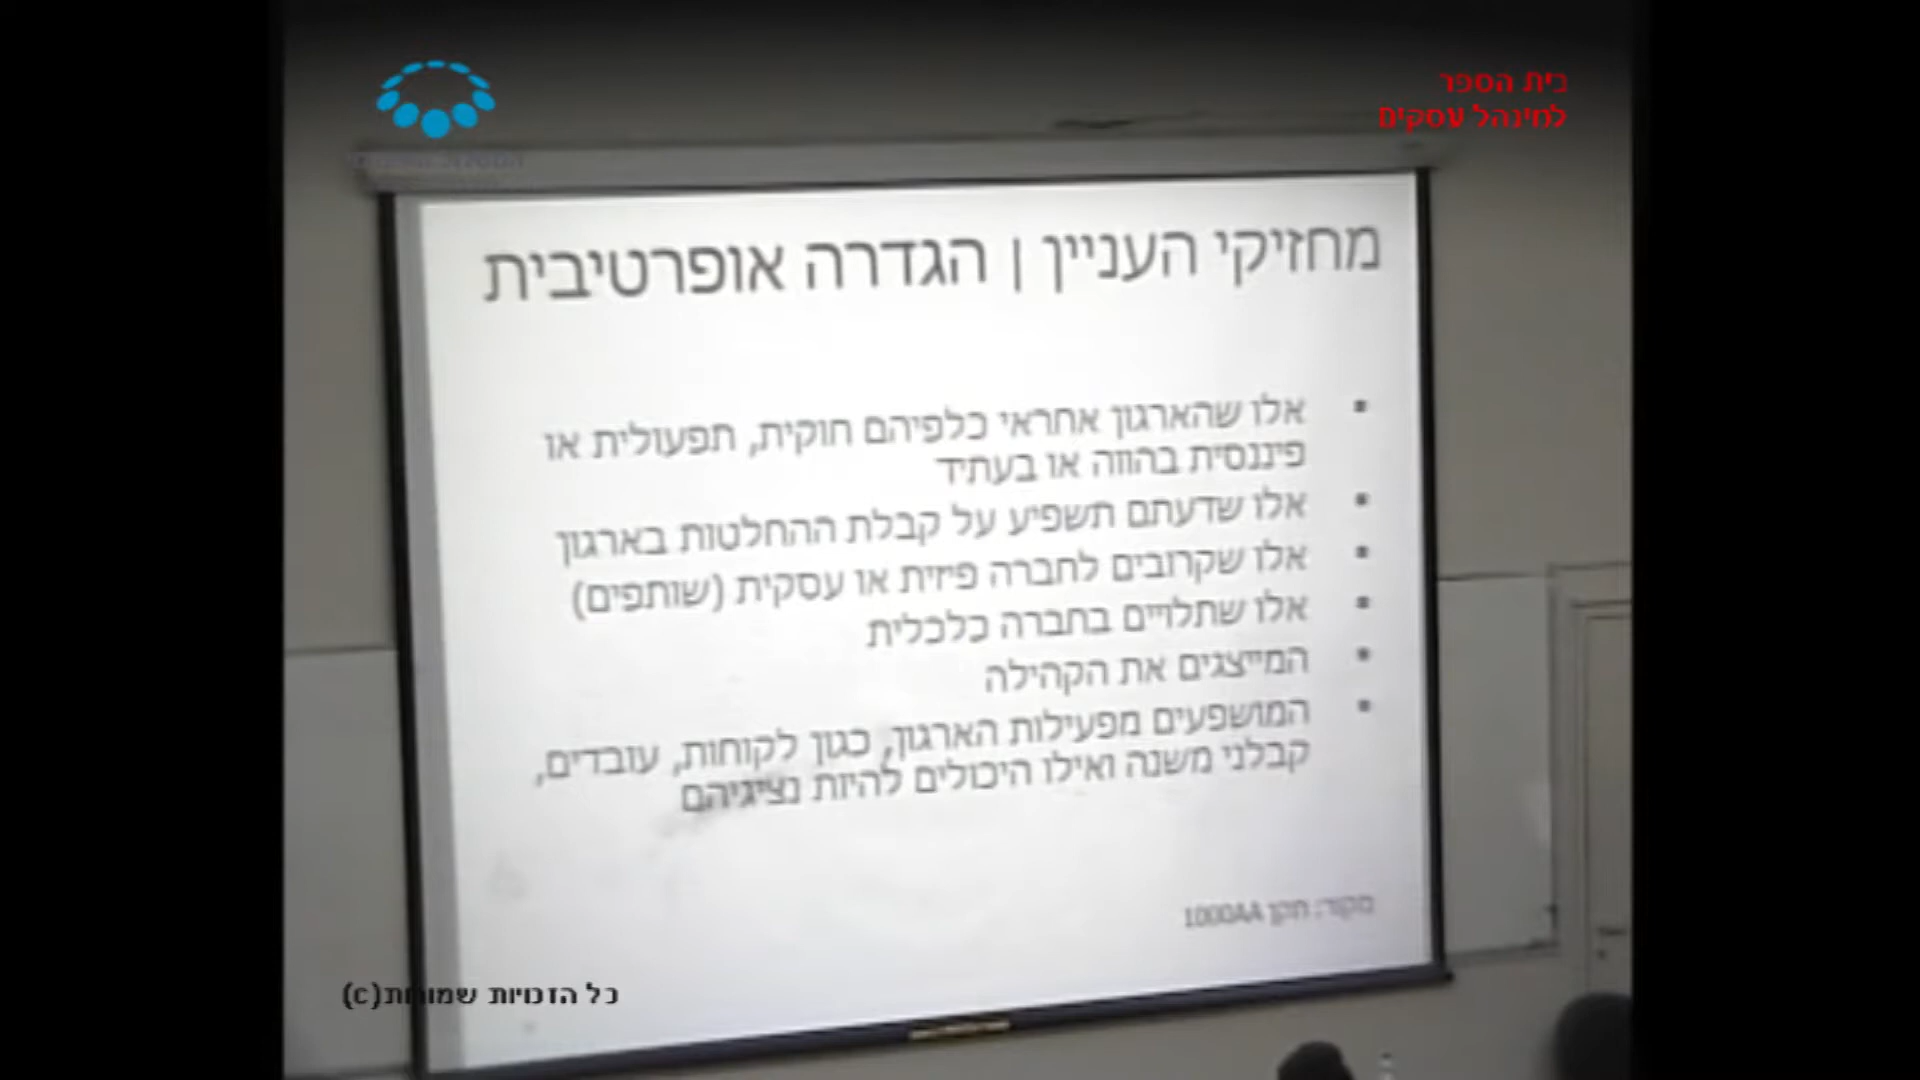 בית הספר
למינהל עסקים
מחזיקי העניין | הגדרה אופרטיבית
▪ אלו שהארגון אחראי כלפיהם חוקית, תפעולית או
פיננסית בהווה או בעתיד
▪ אלו שדעתם תשפיע על קבלת ההחלטות בארגון
▪ אלו שקרובים לחברה פיזית או עסקית (שותפים)
▪ אלו שתלויים בחברה כלכלית
▪ המייצגים את הקהילה
▪ המושפעים מפעילות הארגון, כגון לקוחות, עובדים,
קבלני משנה ואילו היכולים להיות נציגיהם
מקור: תקן 1000AA
כל הזכויות שמורות(c)